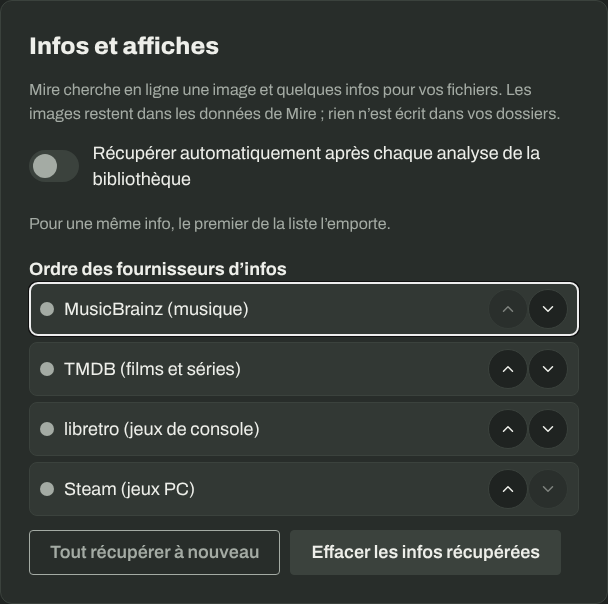 Infos et affiches
Mire cherche en ligne une image et quelques infos pour vos fichiers. Les
images restent dans les données de Mire ; rien n’est écrit dans vos dossiers.
Récupérer automatiquement après chaque analyse de la
bibliothèque
Pour une même info, le premier de la liste l’emporte.
Ordre des fournisseurs d’infos
MusicBrainz (musique)
TMDB (films et séries)
libretro (jeux de console)
Steam (jeux PC)
Tout récupérer à nouveau
Effacer les infos récupérées